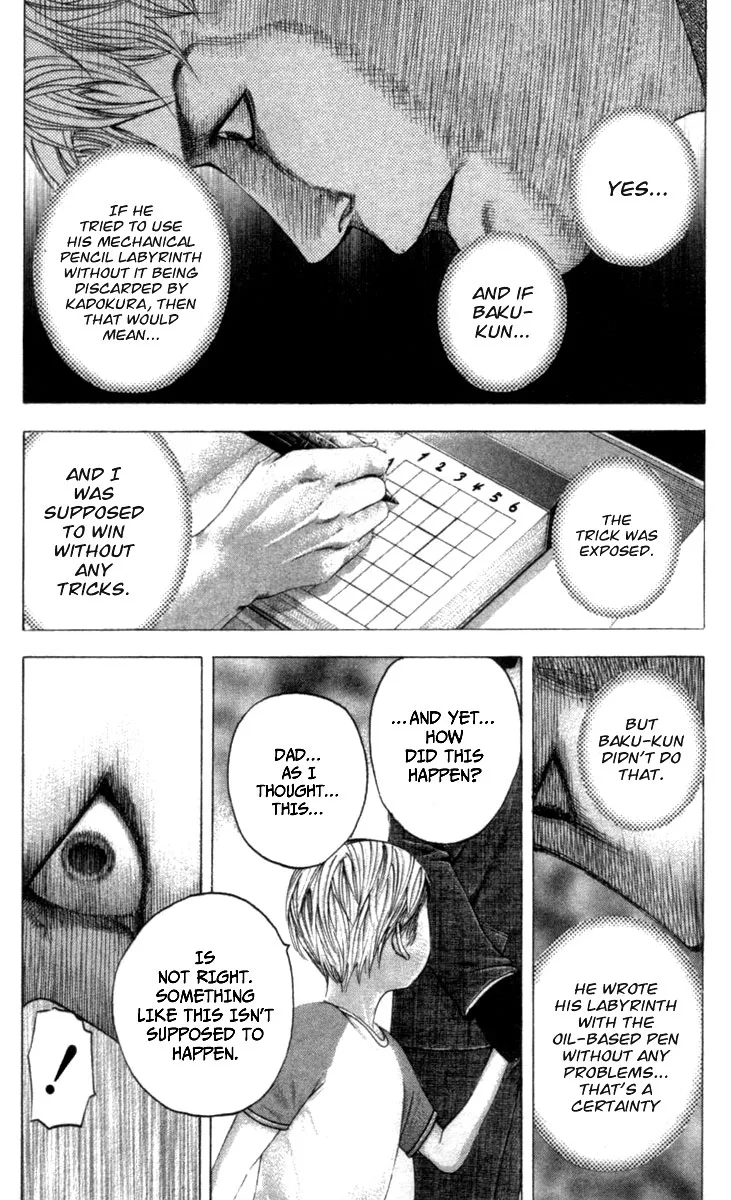 YES...
AND IF
BAKU-
KUN...
IF HE
TRIED TO USE
HIS MECHANICAL
PENCIL LABYRINTH
WITHOUT IT BEING
DISCARDED BY
KADOKURA, THEN
THAT WOULD
MEAN...
THE
TRICK WAS
EXPOSED.
1 2 3 4 5 6
1
AND I
WAS
SUPPOSED
TO WIN
WITHOUT
ANY
TRICKS.
BUT
BAKU-KUN
DIDN'T DO
THAT.
HE WROTE
HIS LABYRINTH
WITH THE
OIL-BASED PEN
WITHOUT ANY
PROBLEMS...
THAT'S A
CERTAINTY
...AND YET...
HOW
DID THIS
HAPPEN?
DAD...
AS I
THOUGHT...
THIS...
IS
NOT RIGHT.
SOMETHING
LIKE THIS ISN'T
SUPPOSED TO
HAPPEN.
!